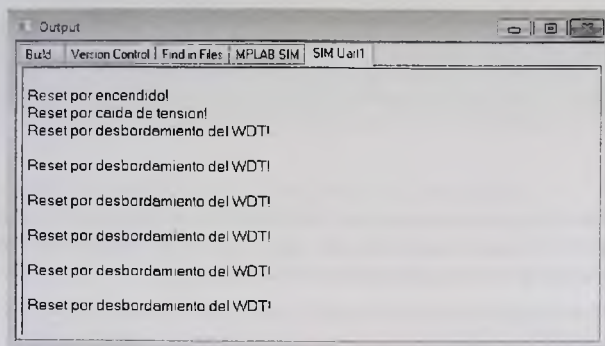 Output
Build Version Control Find in Files MPLAB SIM SIM Uart1
Reset por encendido!
Reset por caida de tension!
Reset por desbordamiento del WDT!
Reset por desbordamiento del WDT!
Reset por desbordamiento del WDT!
Reset por desbordamiento del WDT!
Reset por desbordamiento del WDT!
Reset por desbordamiento del WDT!